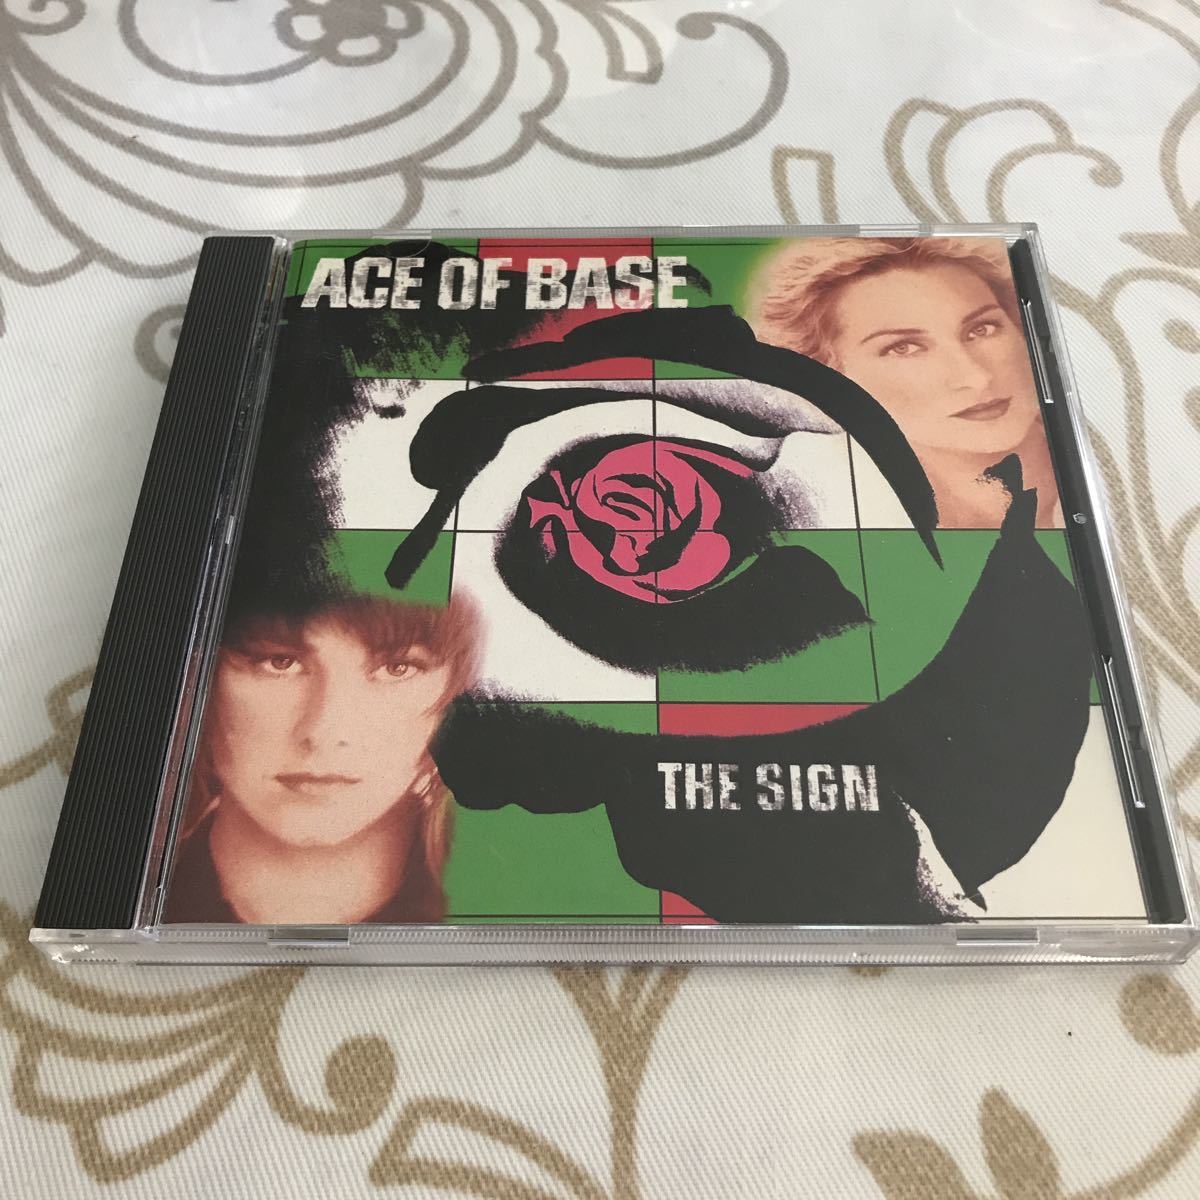 ACE OF BASE
THE SIGN